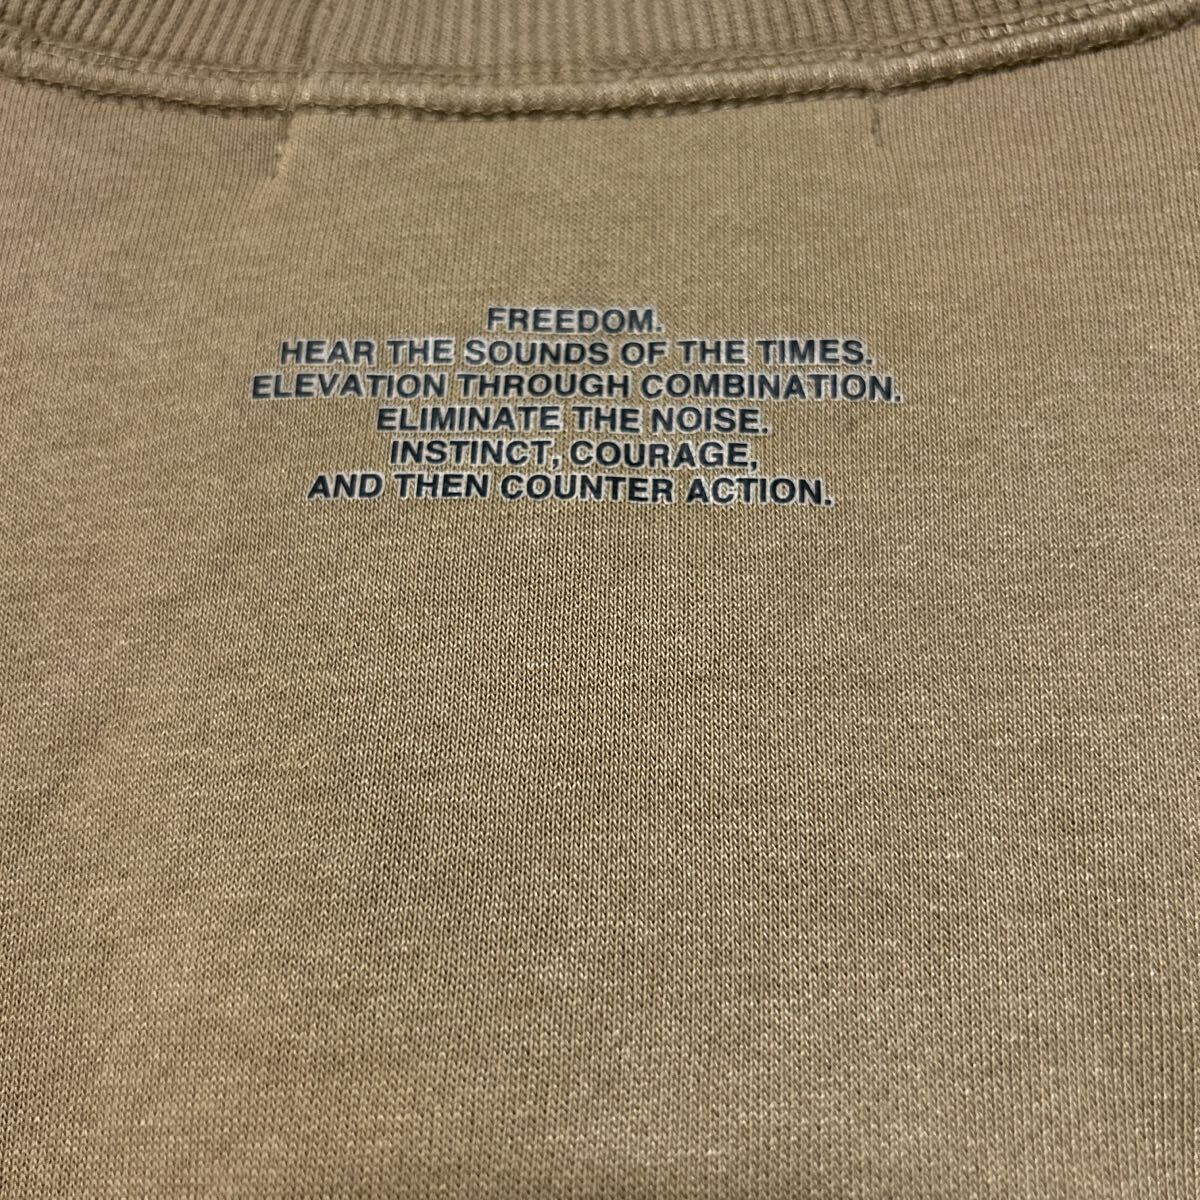 FREEDOM.
HEAR THE SOUNDS OF THE TIMES.
ELEVATION THROUGH COMBINATION.
ELIMINATE THE NOISE.
INSTINCT, COURAGE,
AND THEN COUNTER ACTION.